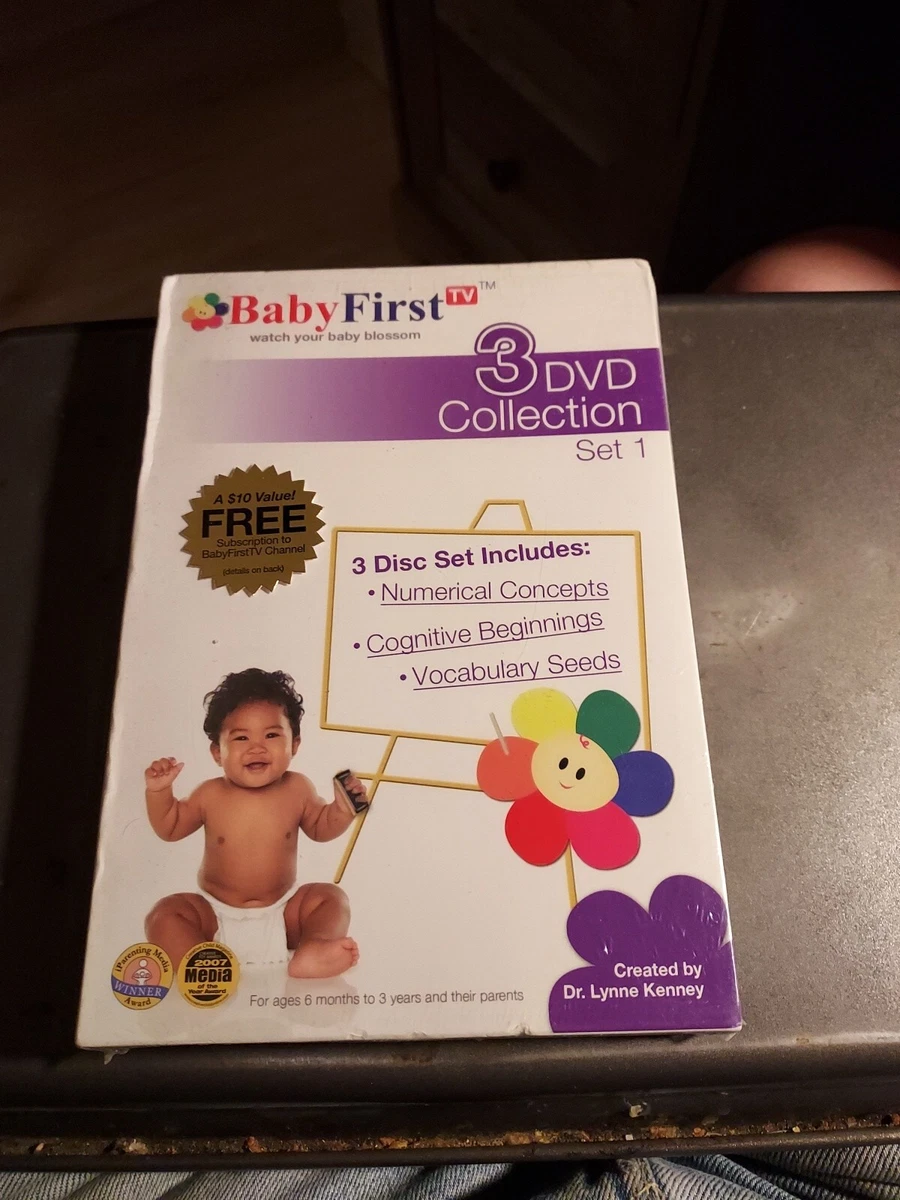 BabyFirst TV™
watch your baby blossom
3 DVD
Collection
Set 1
A $10 Value!
FREE
Subscription to
BabyFirstTV Channel
(details on back)
3 Disc Set Includes:
• Numerical Concepts
• Cognitive Beginnings
• Vocabulary Seeds
iParenting Media
WINNER
Award
2007
Media
of the
Year Award
For ages 6 months to 3 years and their parents
Created by
Dr. Lynne Kenney